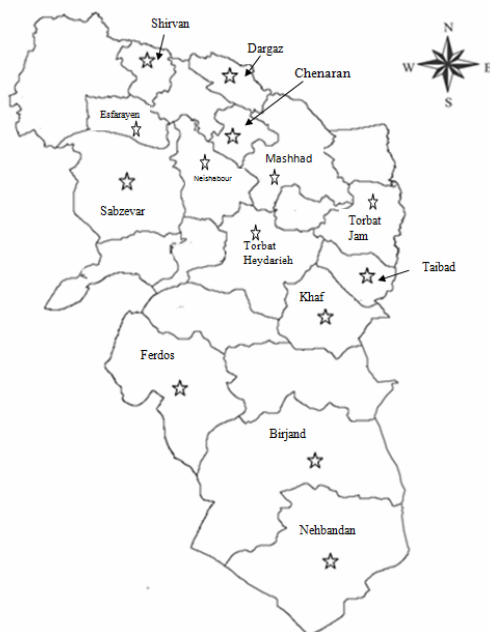 Shirvan
N
Dargaz
W
E
Chenaran
S
Esfarayen
Mashhad
Neishabour
Sabzevar
Torbat
Jam
Torbat
Heydarieh
Taibad
Khaf
Ferdos
Birjand
Nehbandan